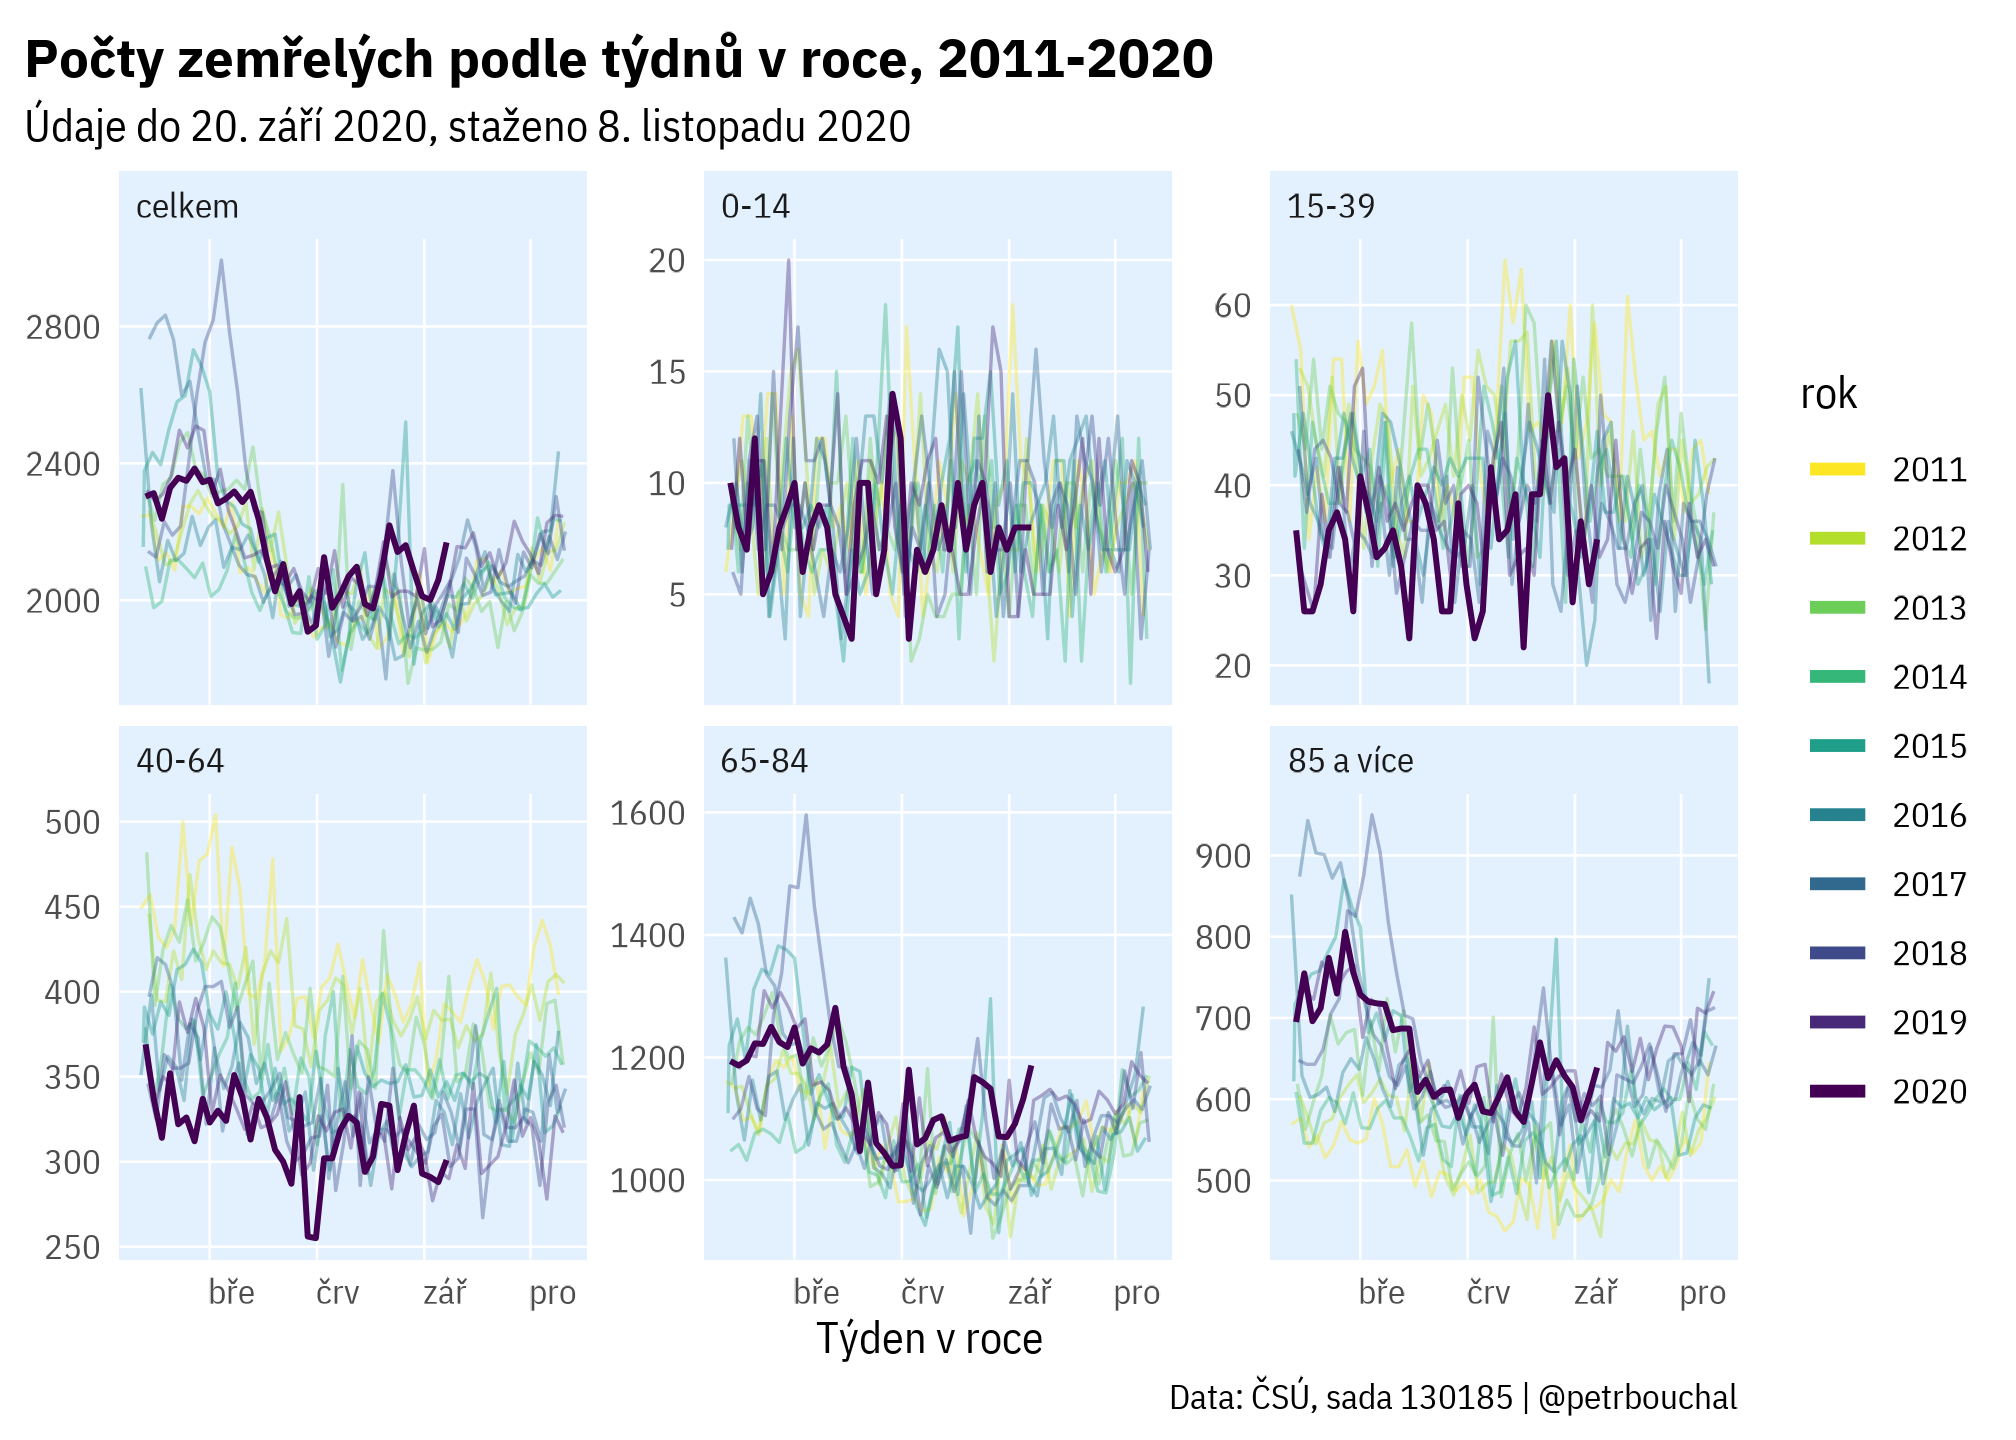 Počty zemřelých podle týdnů v roce, 2011-2020
Údaje do 20. září 2020, staženo 8. listopadu 2020
celkem
2800
2400
2000
0-14
20
15
10
5
15-39
60
50
40
30
20
40-64
500
450
400
350
300
250
bře
črv
zář
pro
65-84
1600
1400
1200
1000
bře
črv
zář
pro
85 a více
900
800
700
600
500
bře
črv
zář
pro
Týden v roce
rok
2011
2012
2013
2014
2015
2016
2017
2018
2019
2020
Data: ČSÚ, sada 130185 | @petrbouchal